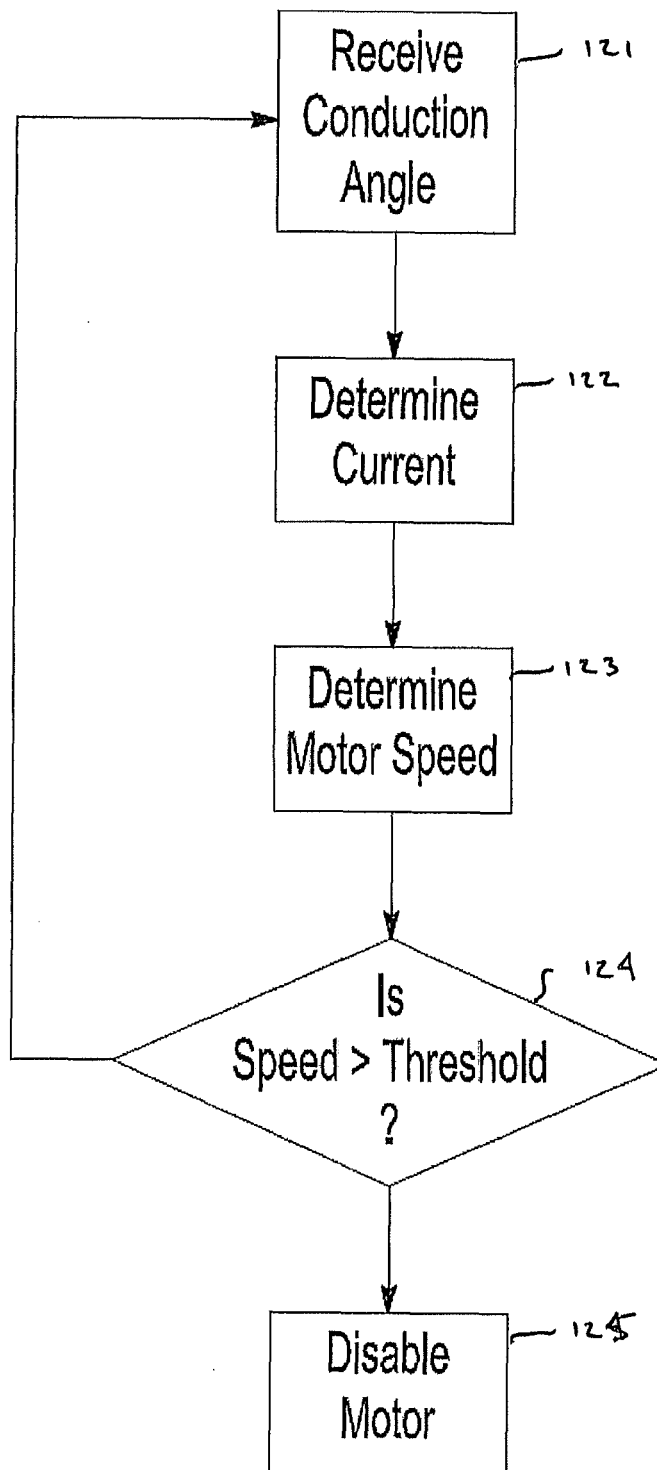 Receive
Conduction
Angle
121
Determine
Current
122
Determine
Motor Speed
123
Is
Speed > Threshold
?
124
Disable
Motor
125